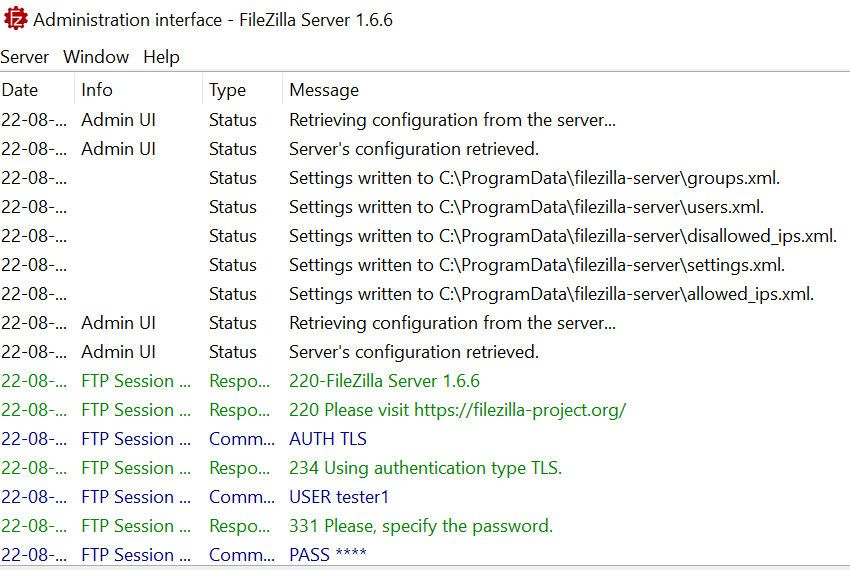 Administration interface - FileZilla Server 1.6.6
Server Window Help
Date Info Type Message
22-08-... Admin UI Status Retrieving configuration from the server...
22-08-... Admin UI Status Server's configuration retrieved.
22-08-... Status Settings written to C:\ProgramData\filezilla-server\groups.xml.
22-08-... Status Settings written to C:\ProgramData\filezilla-server\users.xml.
22-08-... Status Settings written to C:\ProgramData\filezilla-server\disallowed_ips.xml.
22-08-... Status Settings written to C:\ProgramData\filezilla-server\settings.xml.
22-08-... Status Settings written to C:\ProgramData\filezilla-server\allowed_ips.xml.
22-08-... Admin UI Status Retrieving configuration from the server...
22-08-... Admin UI Status Server's configuration retrieved.
22-08-... FTP Session ... Respo... 220-FileZilla Server 1.6.6
22-08-... FTP Session ... Respo... 220 Please visit https://filezilla-project.org/
22-08-... FTP Session ... Comm... AUTH TLS
22-08-... FTP Session ... Respo... 234 Using authentication type TLS.
22-08-... FTP Session ... Comm... USER tester1
22-08-... FTP Session ... Respo... 331 Please, specify the password.
22-08-... FTP Session ... Comm... PASS ****